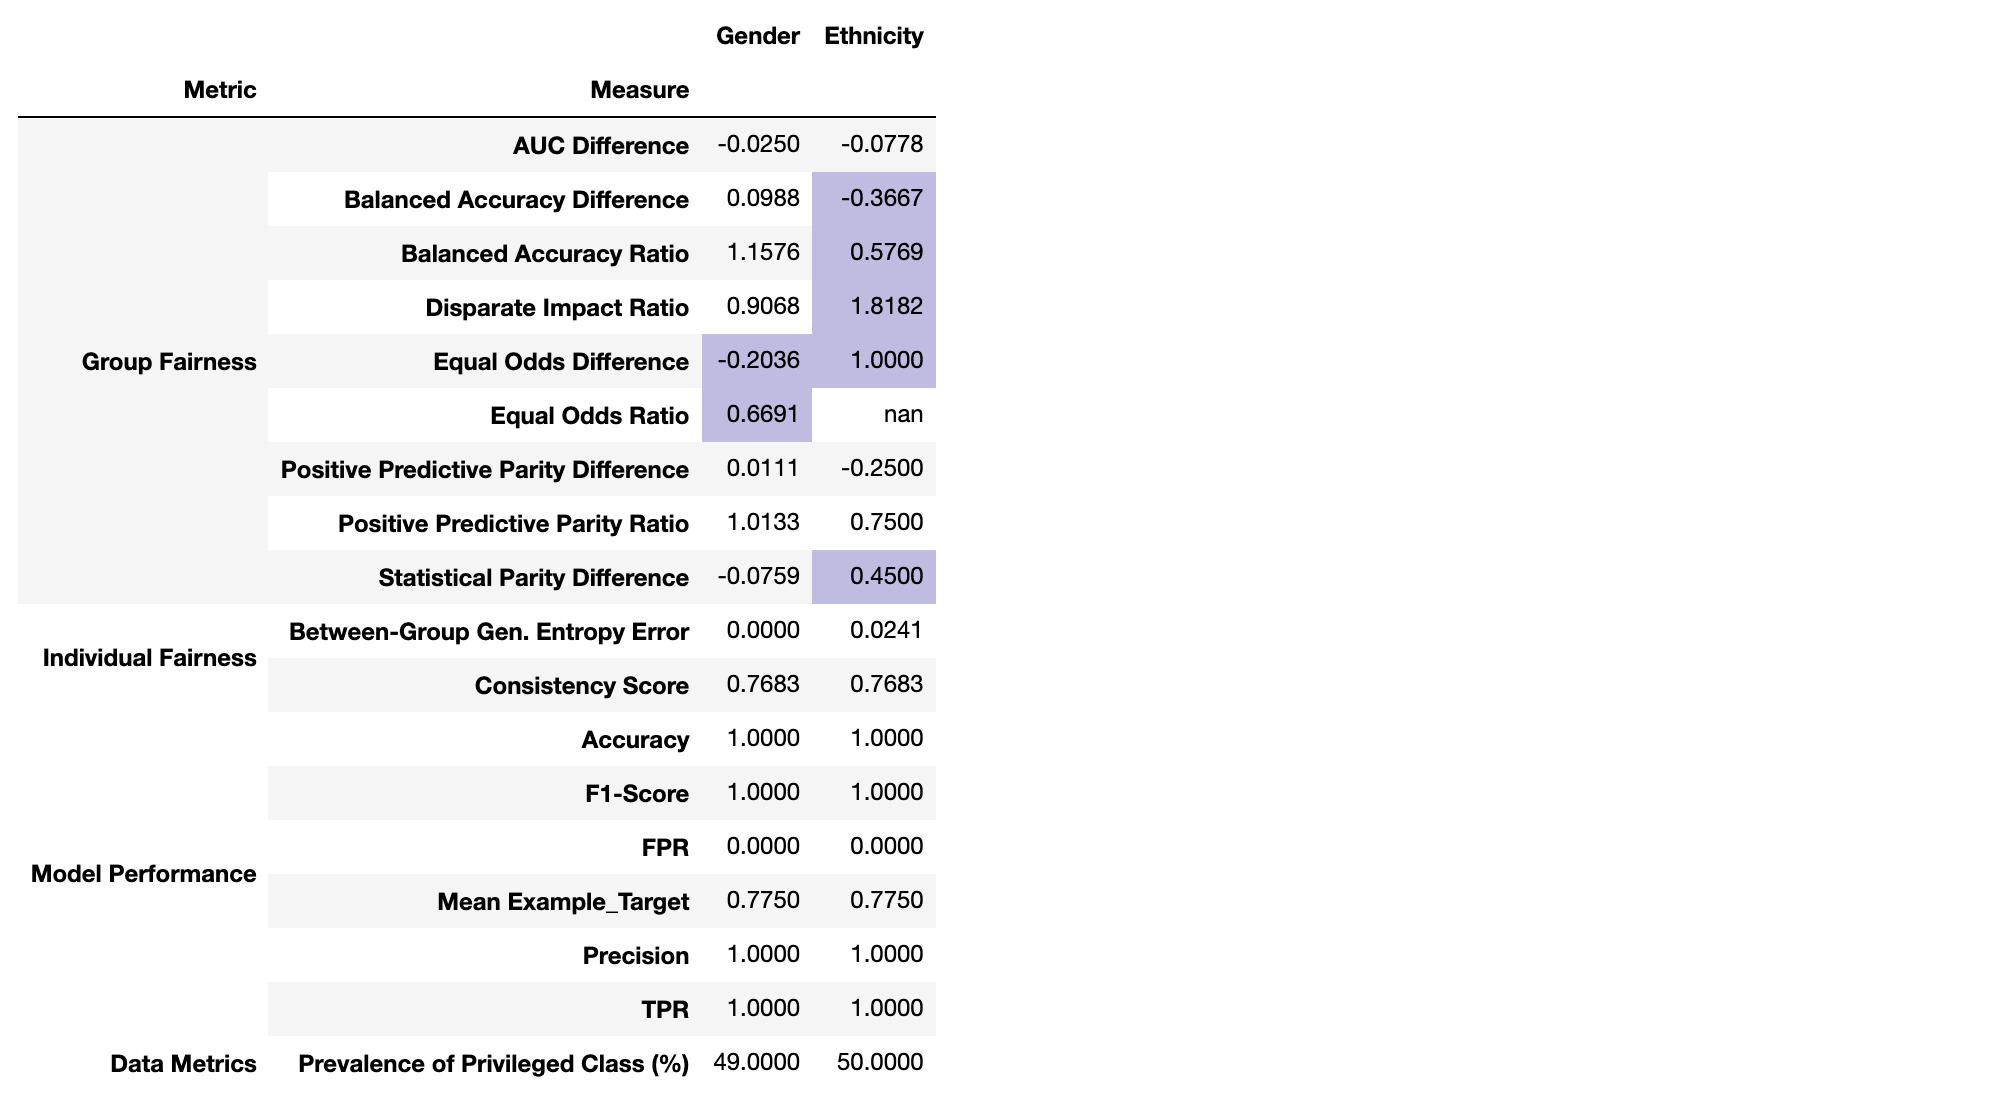 Gender Ethnicity
Metric Measure
AUC Difference -0.0250 -0.0778
Balanced Accuracy Difference 0.0988 -0.3667
Balanced Accuracy Ratio 1.1576 0.5769
Disparate Impact Ratio 0.9068 1.8182
Group Fairness Equal Odds Difference -0.2036 1.0000
Equal Odds Ratio 0.6691 nan
Positive Predictive Parity Difference 0.0111 -0.2500
Positive Predictive Parity Ratio 1.0133 0.7500
Statistical Parity Difference -0.0759 0.4500
Between-Group Gen. Entropy Error 0.0000 0.0241
Individual Fairness
Consistency Score 0.7683 0.7683
Accuracy 1.0000 1.0000
F1-Score 1.0000 1.0000
FPR 0.0000 0.0000
Model Performance
Mean Example_Target 0.7750 0.7750
Precision 1.0000 1.0000
TPR 1.0000 1.0000
Data Metrics Prevalence of Privileged Class (%) 49.0000 50.0000